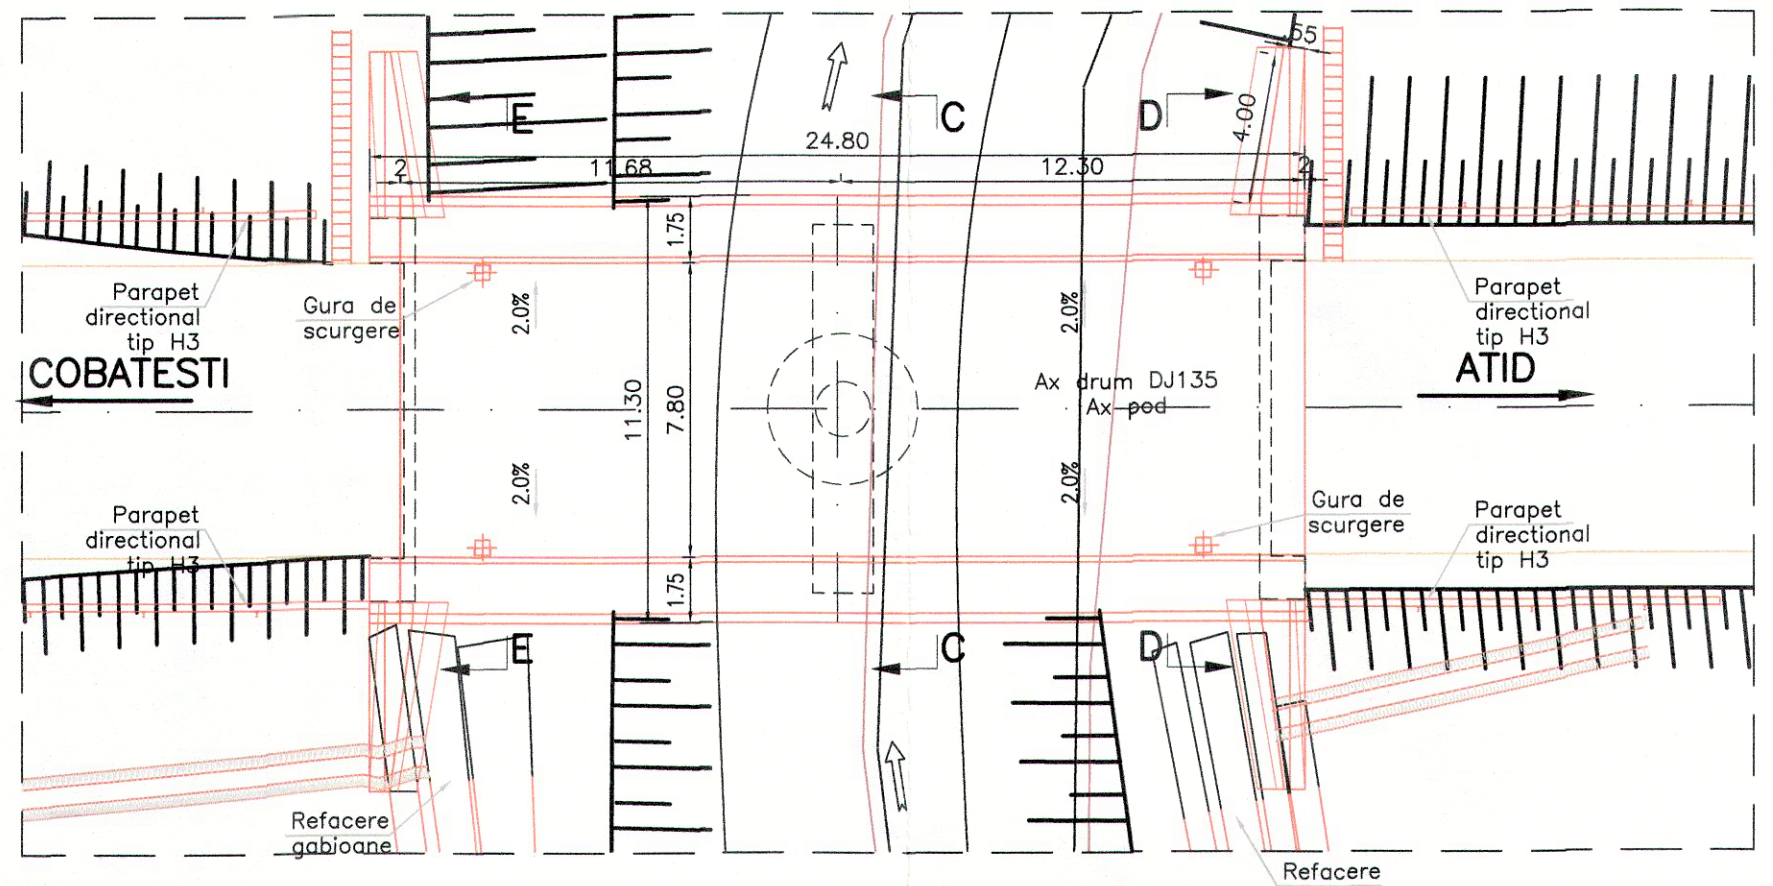 .55
E
C
D
4.00
24.80
2
11.68
12.30
2
1.75
Parapet
directional
tip H3
Gura de
scurgere
2.0%
2.0%
Parapet
directional
tip H3
COBATESTI
11.30
7.80
Ax drum DJ135
Ax pod
ATID
2.0%
2.0%
Parapet
directional
tip H3
Gura de
scurgere
Parapet
directional
tip H3
1.75
E
C
D
Refacere
gabioane
Refacere